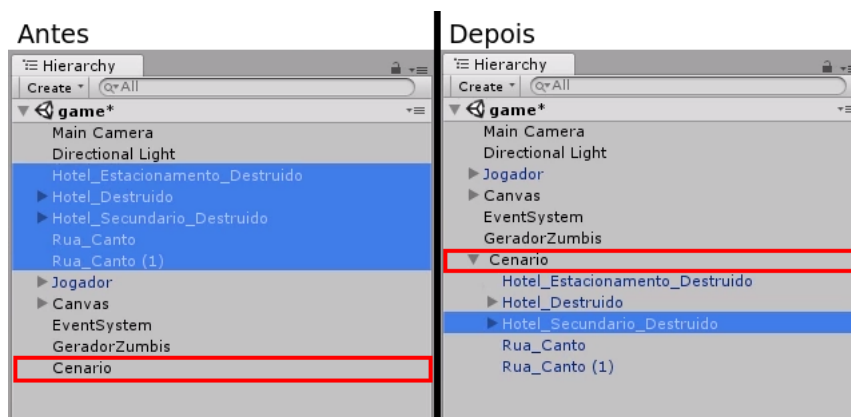 Antes
Hierarchy
Create
All
game*
Main Camera
Directional Light
Hotel_Estacionamento_Destruido
Hotel_Destruido
Hotel_Secundario_Destruido
Rua_Canto
Rua_Canto (1)
Jogador
Canvas
EventSystem
GeradorZumbis
Cenario
Depois
Hierarchy
Create
All
game*
Main Camera
Directional Light
Jogador
Canvas
EventSystem
GeradorZumbis
Cenario
Hotel_Estacionamento_Destruido
Hotel_Destruido
Hotel_Secundario_Destruido
Rua_Canto
Rua_Canto (1)